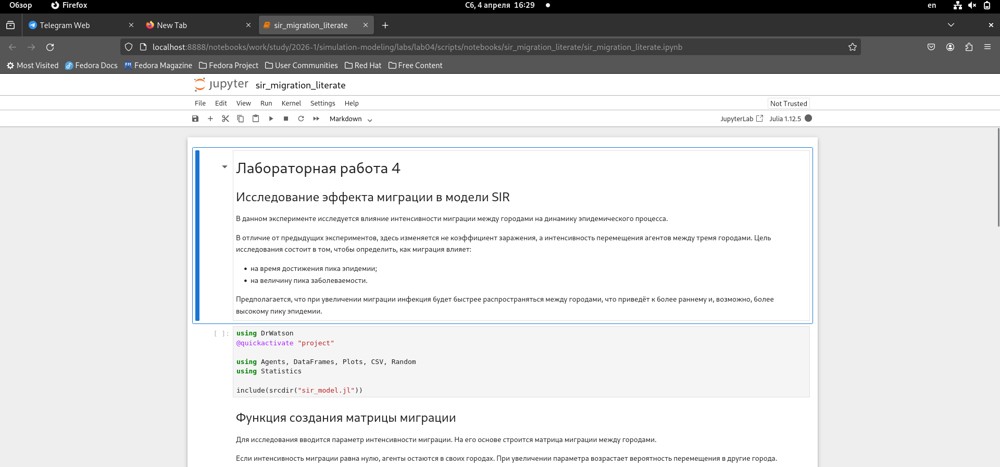 Обзор
Firefox
Сб, 4 апреля 16:29
en
Telegram Web
New Tab
sir_migration_literate
localhost:8888/notebooks/work/study/2026-1/simulation-modeling/labs/lab04/scripts/notebooks/sir_migration_literate/sir_migration_literate.ipynb
Most Visited
Fedora Docs
Fedora Magazine
Fedora Project
User Communities
Red Hat
Free Content
jupyter sir_migration_literate
File Edit View Run Kernel Settings Help
Not Trusted
Markdown
JupyterLab
Julia 1.12.5
Лабораторная работа 4
Исследование эффекта миграции в модели SIR
В данном эксперименте исследуется влияние интенсивности миграции между городами на динамику эпидемического процесса.
В отличие от предыдущих экспериментов, здесь изменяется не коэффициент заражения, а интенсивность перемещения агентов между тремя городами. Цель
исследования состоит в том, чтобы определить, как миграция влияет:
• на время достижения пика эпидемии;
• на величину пика заболеваемости.
Предполагается, что при увеличении миграции инфекция будет быстрее распространяться между городами, что приведёт к более раннему и, возможно, более
высокому пику эпидемии.
[ ]:
using DrWatson
@quickactivate "project"
using Agents, DataFrames, Plots, CSV, Random
using Statistics
include(srcdir("sir_model.jl"))
Функция создания матрицы миграции
Для исследования вводится параметр интенсивности миграции. На его основе строится матрица миграции между городами.
Если интенсивность миграции равна нулю, агенты остаются в своих городах. При увеличении параметра возрастает вероятность перемещения в другие города.